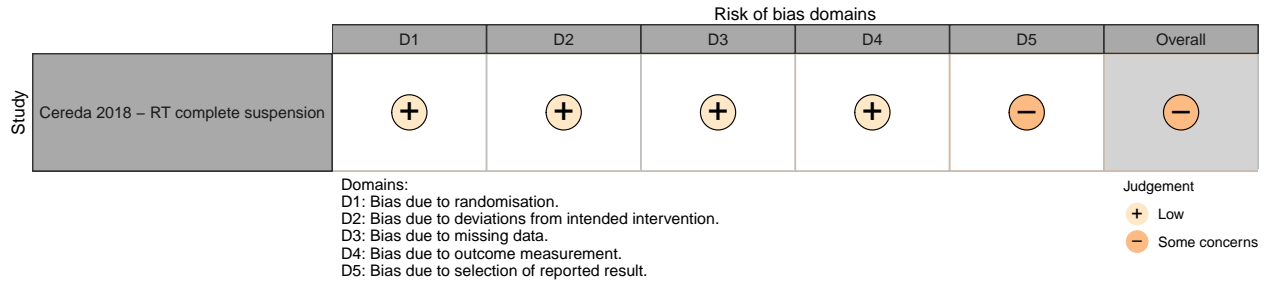 Risk of bias domains
D1 D2 D3 D4 D5 Overall
Study
Cereda 2018 − RT complete suspension + + + + − −
Domains:
D1: Bias due to randomisation.
D2: Bias due to deviations from intended intervention.
D3: Bias due to missing data.
D4: Bias due to outcome measurement.
D5: Bias due to selection of reported result.
Judgement
+ Low
− Some concerns